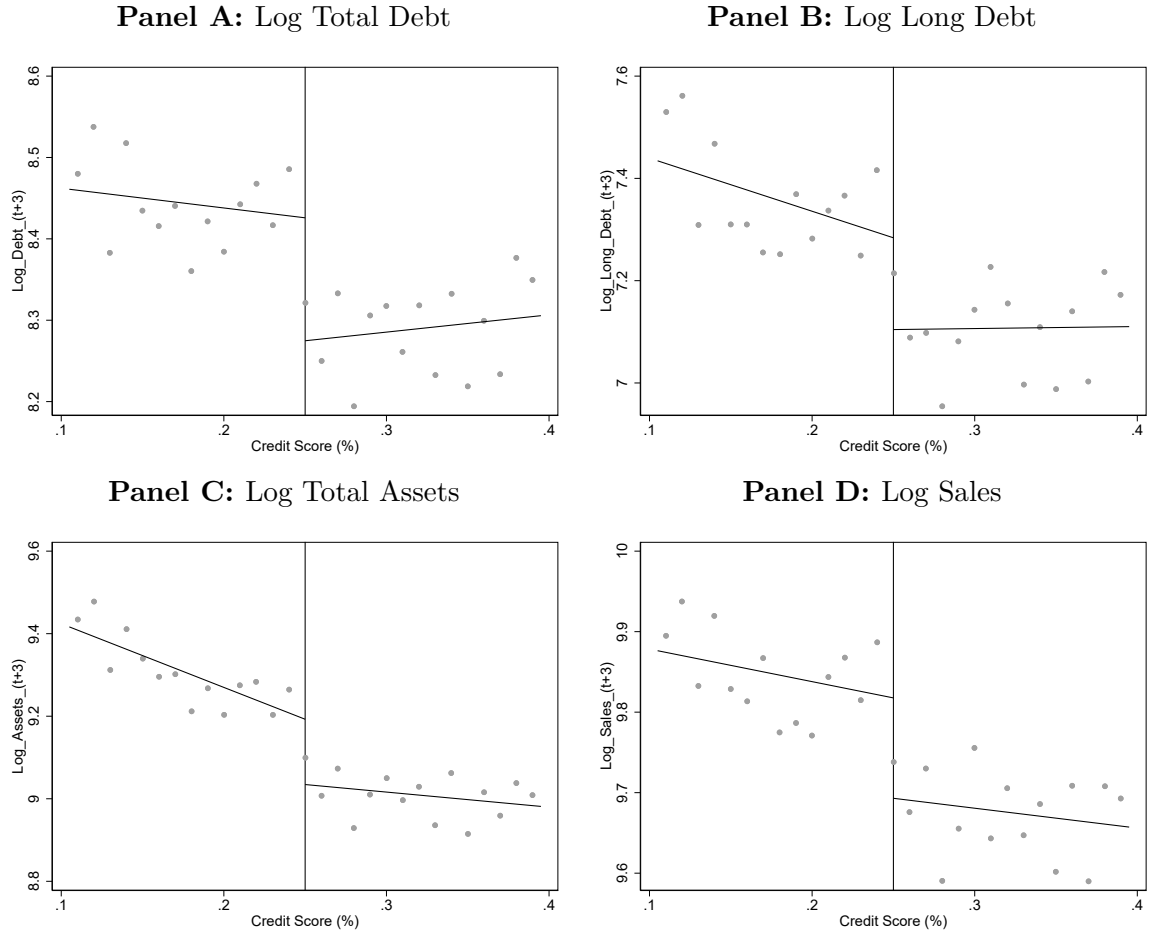 Panel A: Log Total Debt
Log_Debt_(t+3)
8.6
8.5
8.4
8.3
8.2
.1 .2 .3 .4
Credit Score (%)
Panel B: Log Long Debt
Log_Long_Debt_(t+3)
7.6
7.4
7.2
7
.1 .2 .3 .4
Credit Score (%)
Panel C: Log Total Assets
Log_Assets_(t+3)
9.6
9.4
9.2
9
8.8
.1 .2 .3 .4
Credit Score (%)
Panel D: Log Sales
Log_Sales_(t+3)
10
9.9
9.8
9.7
9.6
.1 .2 .3 .4
Credit Score (%)